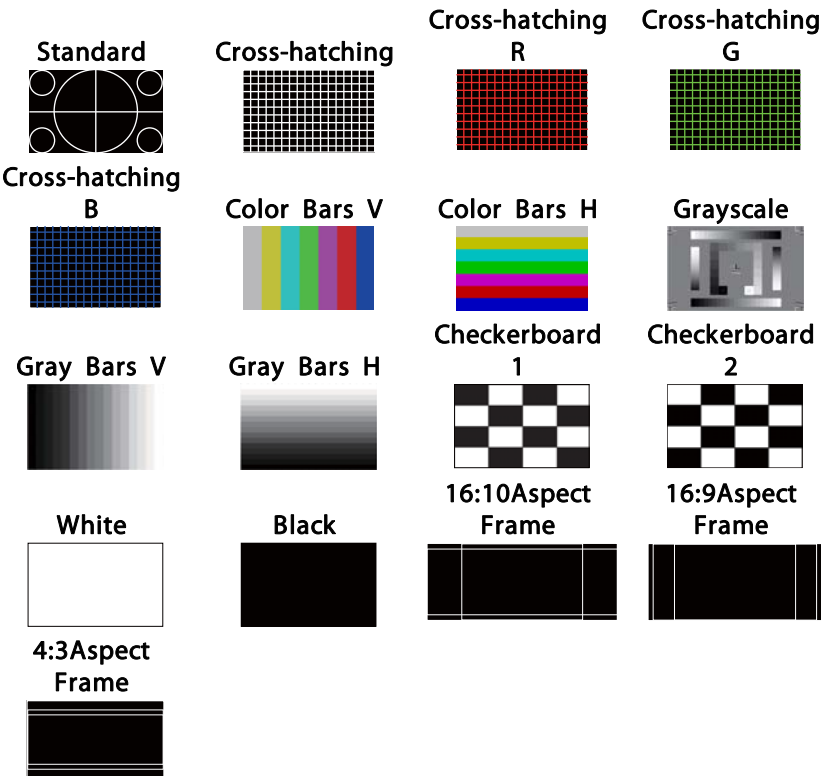 Standard
Cross-hatching
Cross-hatching
R
Cross-hatching
G
Cross-hatching
B
Color Bars V
Color Bars H
Grayscale
Gray Bars V
Gray Bars H
Checkerboard
1
Checkerboard
2
White
Black
16:10Aspect
Frame
16:9Aspect
Frame
4:3Aspect
Frame